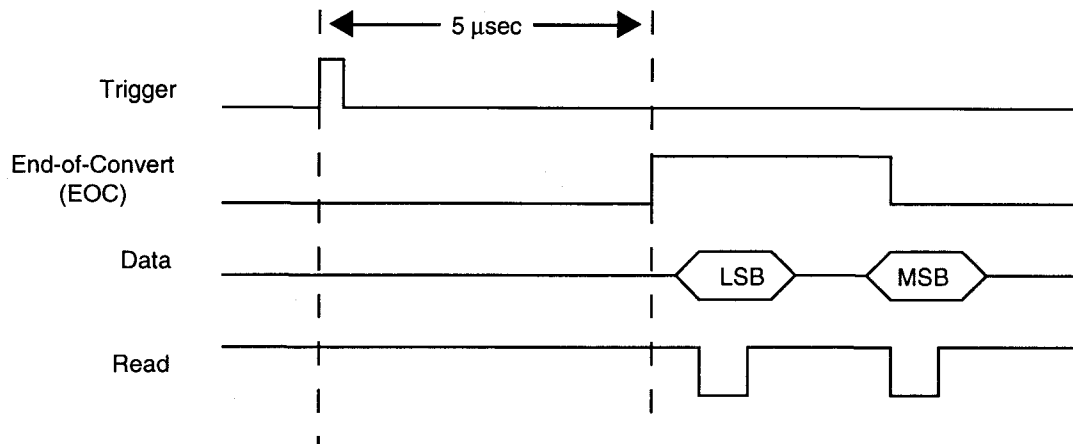 5 µsec
Trigger
End-of-Convert
(EOC)
Data
LSB
MSB
Read